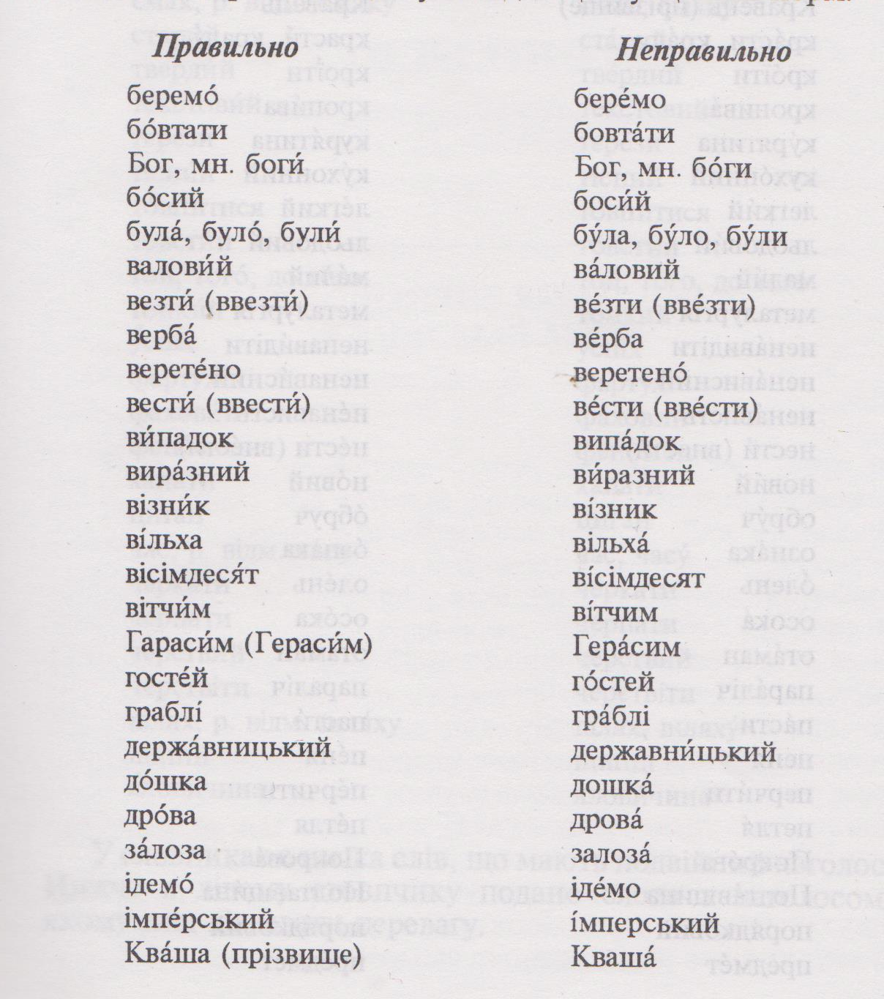 Правильно Неправильно
беремо́ бере́мо
бо́втати бовта́ти
Бог, мн. боги́ Бог, мн. бо́ги
бо́сий боси́й
була́, було́, були́ бу́ла, бу́ло, бу́ли
валови́й ва́ловий
везти́ (ввезти́) ве́зти (вве́зти)
верба́ ве́рба
верете́но веретено́
вести́ (ввести́) ве́сти (вве́сти)
ви́падок випа́док
вира́зний ви́разний
візни́к ві́зник
ві́льха вільха́
вісімдеся́т ві́сімдесят
вітчи́м ві́тчим
Гараси́м (Гераси́м) Гера́сим
госте́й го́стей
граблі́ гра́блі
держа́вницький державни́цький
до́шка дошка́
дро́ва дрова́
за́лоза залоза́
ідемо́ іде́мо
імпе́рський і́мперський
Ква́ша (прізвище) Кваша́